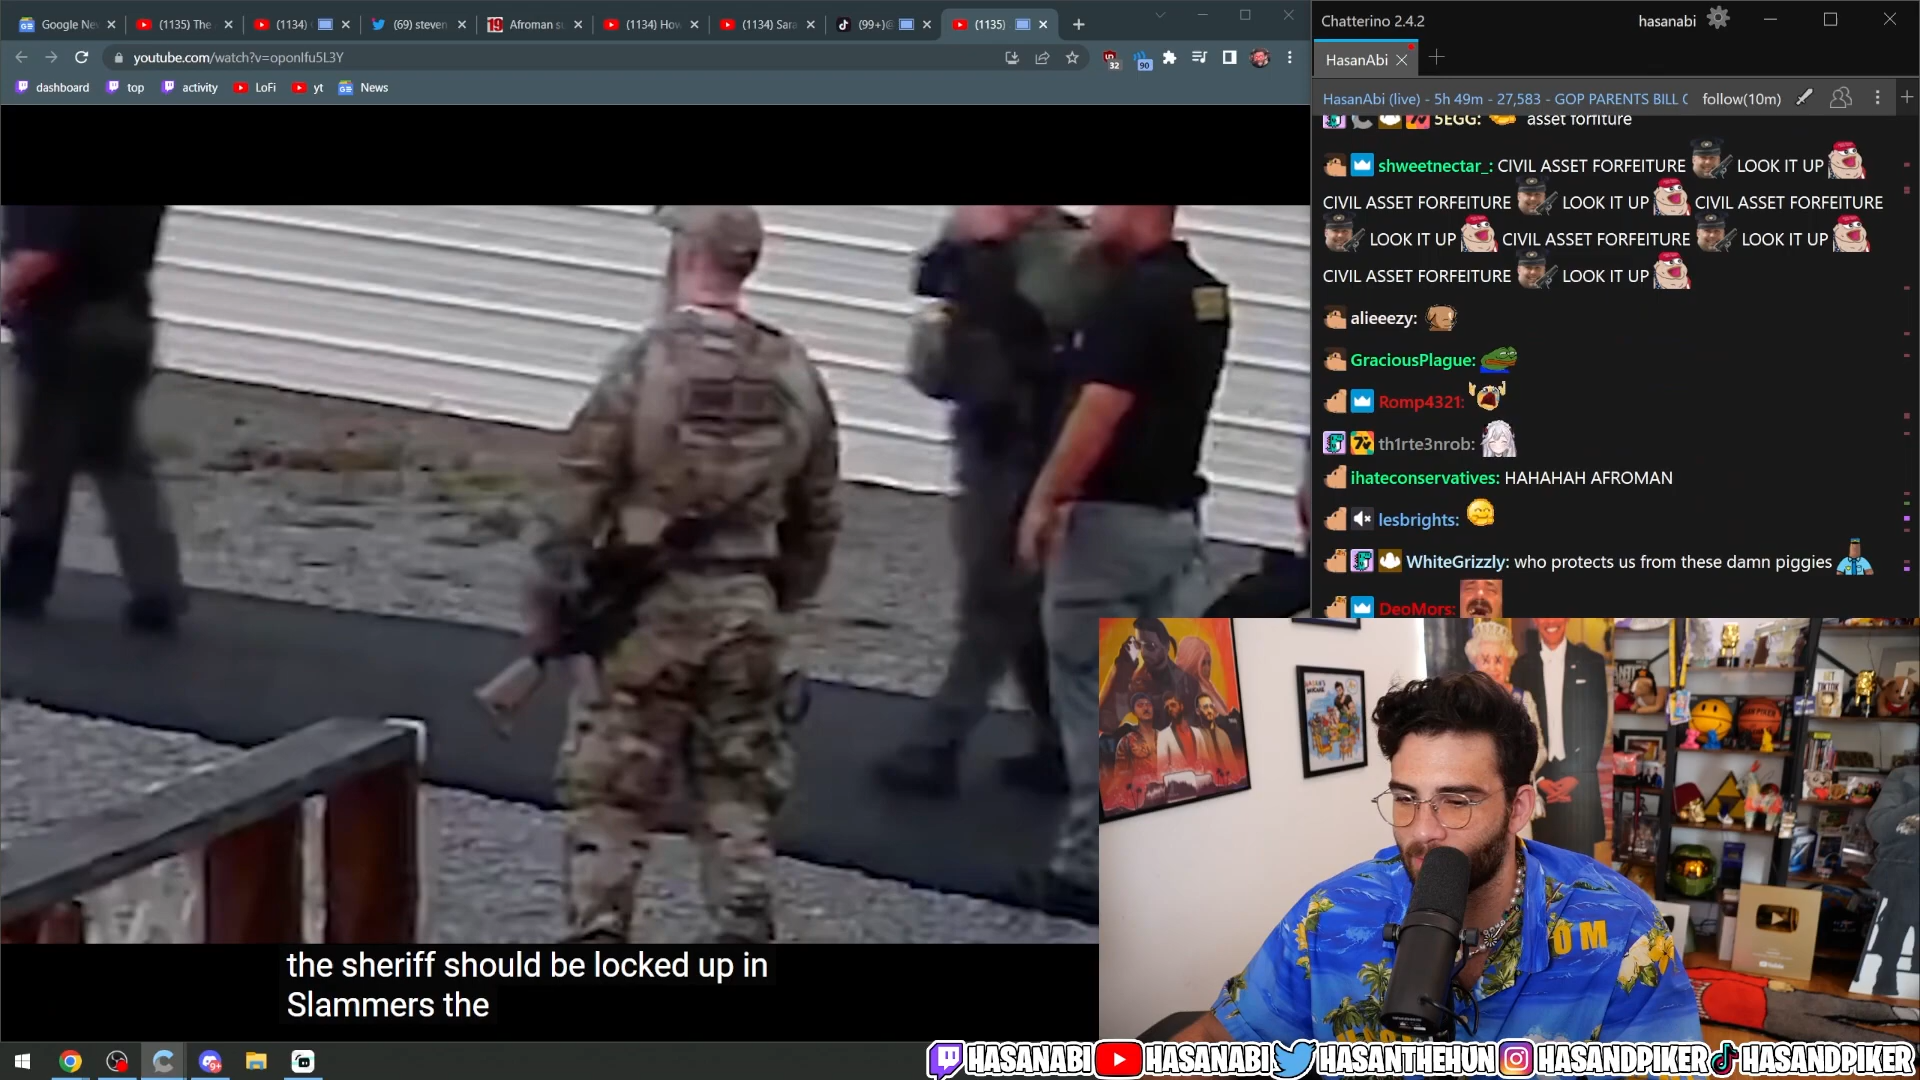 Google Ne
(1135) The
(1134)
(69) steven
Afroman su
(1134) How
(1134) Sara
(99+)
(1135)
youtube.com/watch?v=oponIfu5L3Y
32
90
dashboard
top
activity
LoFi
yt
News
Chatterino 2.4.2
hasanabi
HasanAbi
HasanAbi (live) - 5h 49m - 27,583 - GOP PARENTS BILL
follow(10m)
5EGG: asset forfiture
shweetnectar_: CIVIL ASSET FORFEITURE LOOK IT UP
CIVIL ASSET FORFEITURE LOOK IT UP CIVIL ASSET FORFEITURE
LOOK IT UP CIVIL ASSET FORFEITURE LOOK IT UP
CIVIL ASSET FORFEITURE LOOK IT UP
alieeezy:
GraciousPlague:
Romp4321:
th1rte3nrob:
ihateconservatives: HAHAHAH AFROMAN
lesbrights:
WhiteGrizzly: who protects us from these damn piggies
DeoMors:
the sheriff should be locked up in
Slammers the
HASANABI HASANABI HASANTHEHUN HASANDPIKER HASANDPIKER